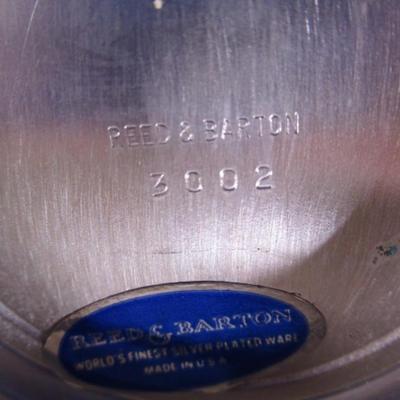 REED & BARTON
3002
REED & BARTON
WORLD'S FINEST SILVER-PLATED WARE
MADE IN U.S.A.